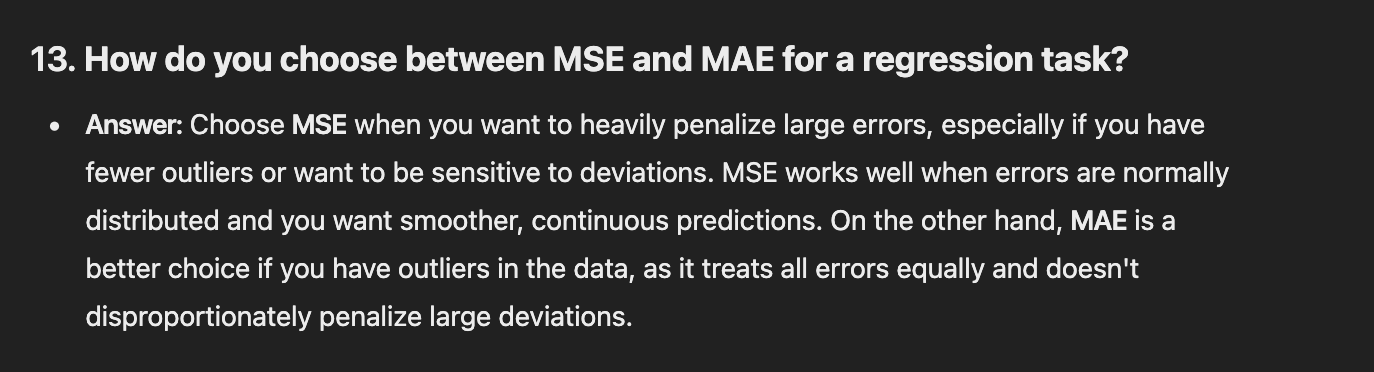 13. How do you choose between MSE and MAE for a regression task?
• Answer: Choose MSE when you want to heavily penalize large errors, especially if you have
fewer outliers or want to be sensitive to deviations. MSE works well when errors are normally
distributed and you want smoother, continuous predictions. On the other hand, MAE is a
better choice if you have outliers in the data, as it treats all errors equally and doesn't
disproportionately penalize large deviations.